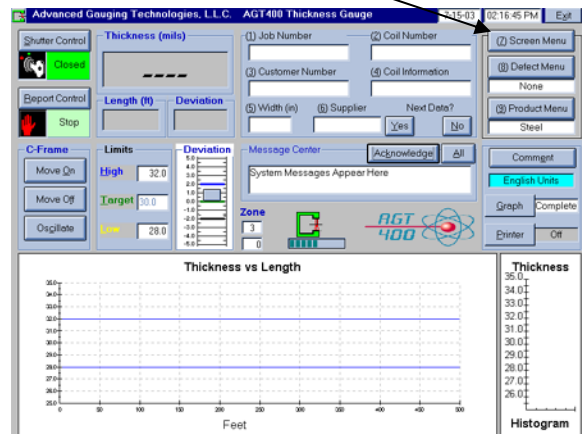 Advanced Gauging Technologies, L.L.C. AGT400 Thickness Gauge 7-15-03 02:16:45 PM Exit
Shutter Control
Closed
Report Control
Stop
Thickness (mils)
----
Length (ft) Deviation
(1) Job Number (2) Coil Number
(3) Customer Number (4) Coil Information
(5) Width (in) (6) Supplier Next Data?
Yes No
(7) Screen Menu
(8) Defect Menu
None
(9) Product Menu
Steel
C-Frame
Move On
Move Off
Oscillate
Limits
High 32.0
Target 30.0
Low 28.0
Deviation
5.0
4.0
3.0
2.0
1.0
0.0
-1.0
-2.0
-3.0
-4.0
-5.0
Message Center Acknowledge All
System Messages Appear Here
Zone
3
0
AGT
400
Comment
English Units
Graph Complete
Printer Off
Thickness vs Length
35.0
34.0
33.0
32.0
31.0
30.0
29.0
28.0
27.0
26.0
25.0
0 50 100 150 200 250 300 350 400 450 500
Feet
Thickness
35.0
34.0
33.0
32.0
31.0
30.0
29.0
28.0
27.0
26.0
Histogram